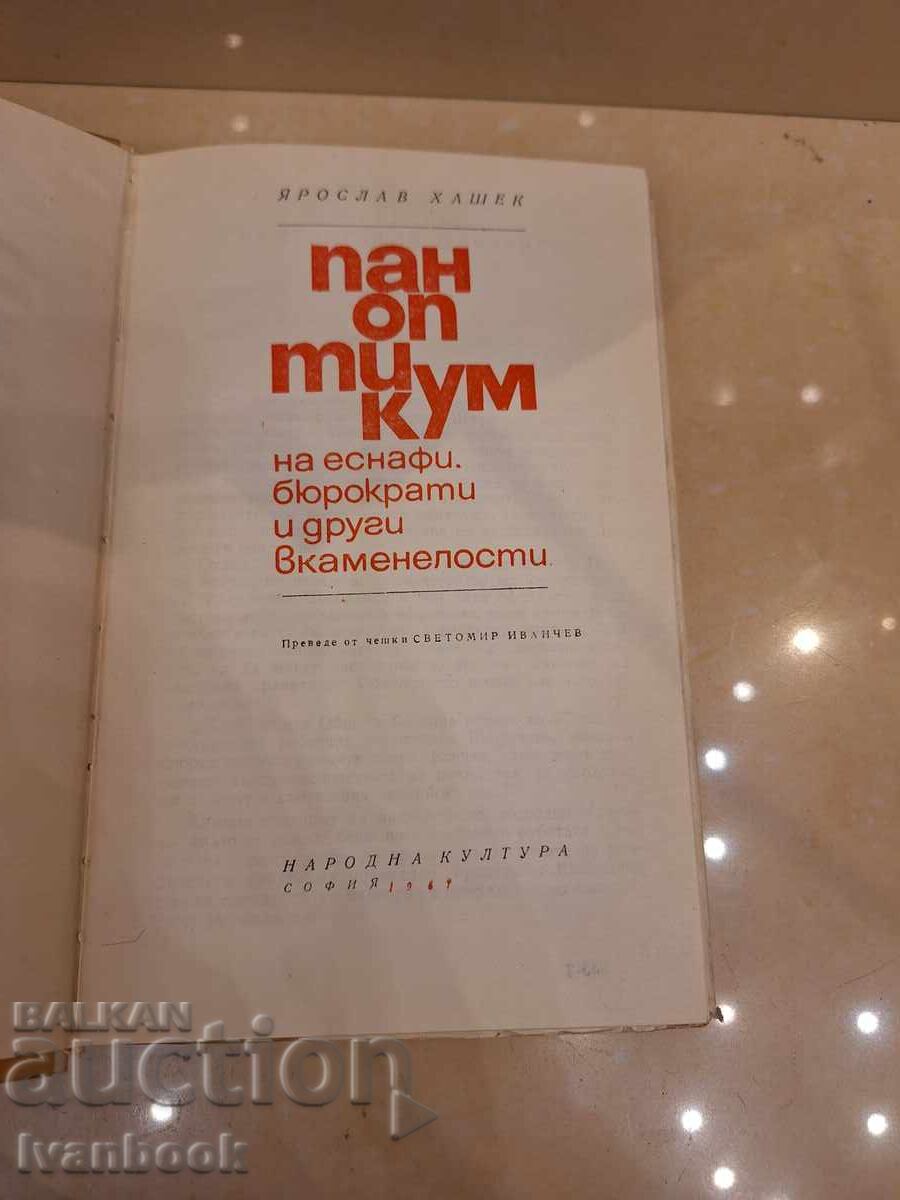 ЯРОСЛАВ ХАШЕК
пан
оп
ти
кум
на еснафи,
бюрократи
и други
вкаменелости
Преведе от чешки СВЕТОМИР ИВАНЧЕВ
НАРОДНА КУЛТУРА
СОФИЯ
BALKAN
auction
Ivanbook